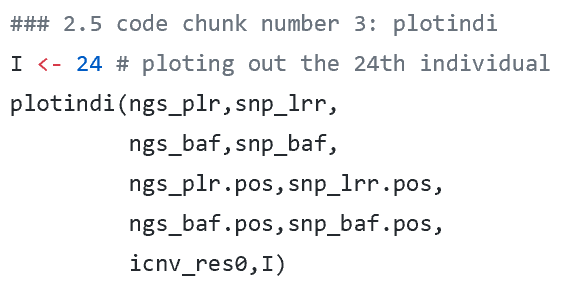 ### 2.5 code chunk number 3: plotindi
I <- 24 # ploting out the 24th individual
plotindi(ngs_plr,snp_lrr,
ngs_baf,snp_baf,
ngs_plr.pos,snp_lrr.pos,
ngs_baf.pos,snp_baf.pos,
icnv_res0,I)